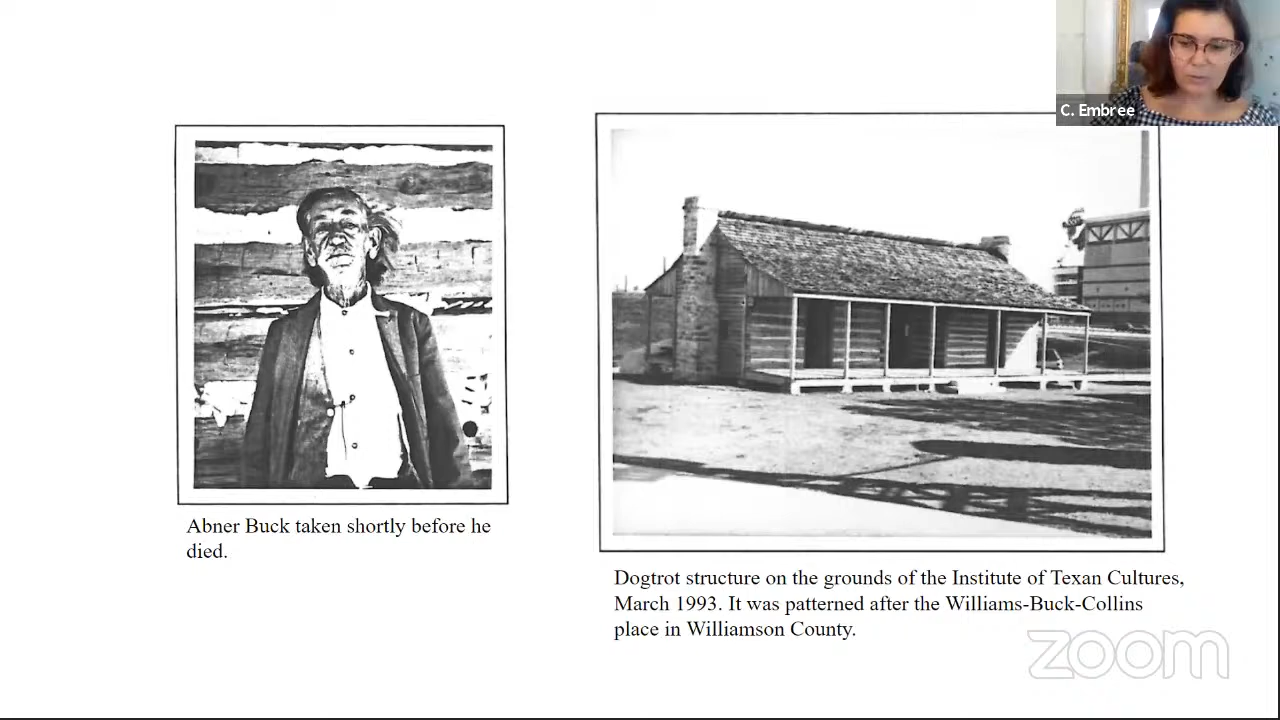 C. Embree
Abner Buck taken shortly before he
died.
Dogtrot structure on the grounds of the Institute of Texan Cultures,
March 1993. It was patterned after the Williams-Buck-Collins
place in Williamson County.
zoom